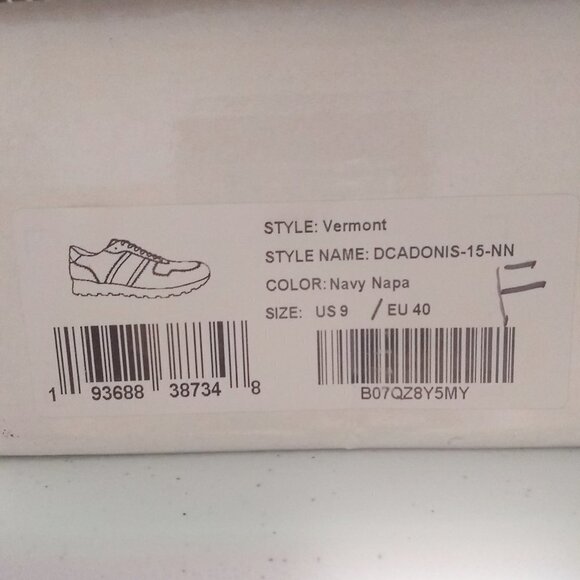 STYLE: Vermont
STYLE NAME: DCADONIS-15-NN
COLOR: Navy Napa
SIZE: US 9 / EU 40
F
1 93688 38734 8
B07QZ8Y5MY